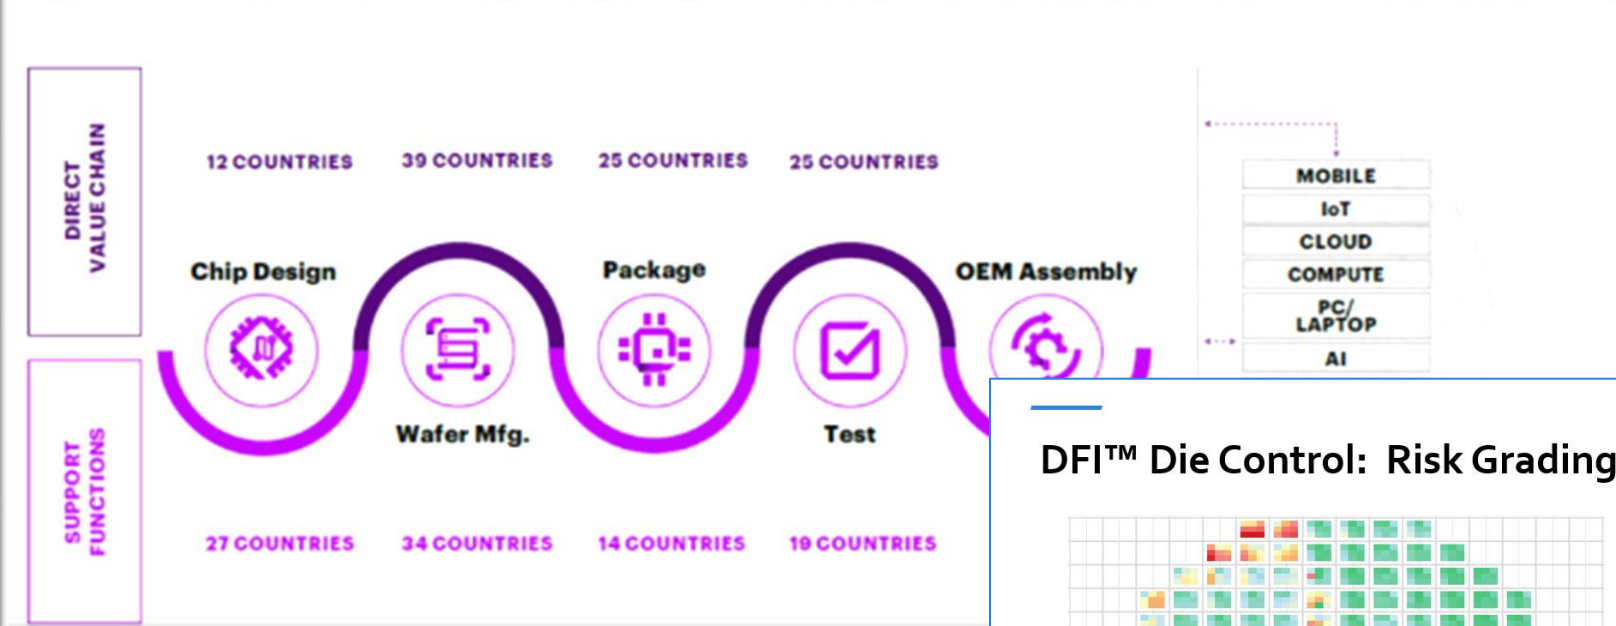 DIRECT
VALUE CHAIN
12 COUNTRIES
39 COUNTRIES
25 COUNTRIES
25 COUNTRIES
Chip Design
Package
OEM Assembly
Wafer Mfg.
Test
SUPPORT
FUNCTIONS
27 COUNTRIES
34 COUNTRIES
14 COUNTRIES
19 COUNTRIES
MOBILE
IoT
CLOUD
COMPUTE
PC/
LAPTOP
AI
DFI™ Die Control: Risk Grading